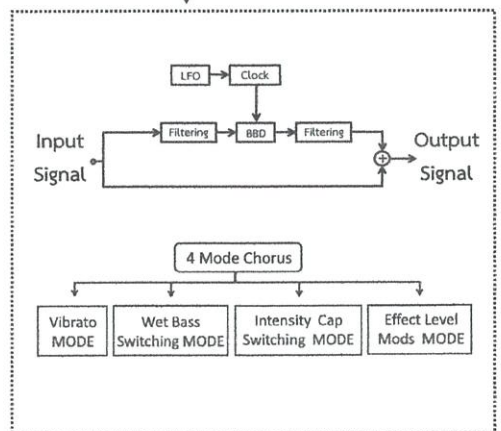 LFO
Clock
Filtering
BBD
Filtering
Input
Signal
+
Output
Signal
4 Mode Chorus
Vibrato
MODE
Wet Bass
Switching MODE
Intensity Cap
Switching MODE
Effect Level
Mods MODE